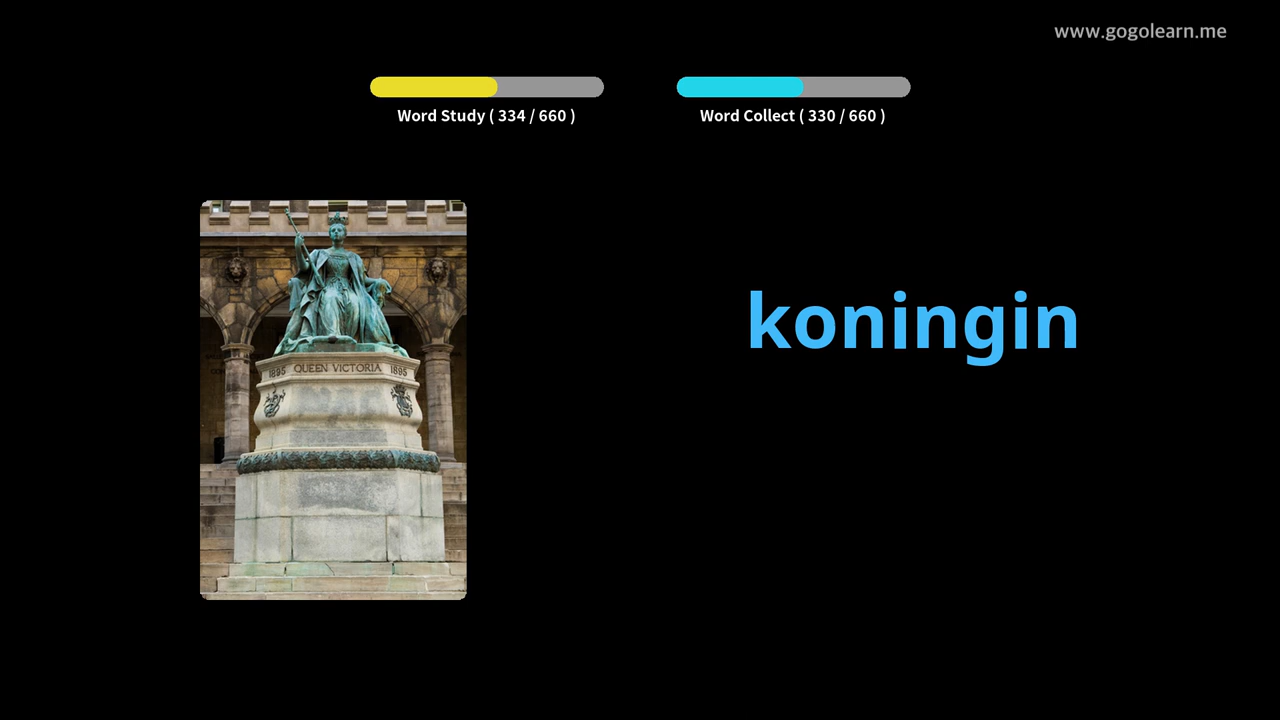 www.gogolearn.me
Word Study ( 334 / 660 )
Word Collect ( 330 / 660 )
koningin
1895 QUEEN VICTORIA 1895